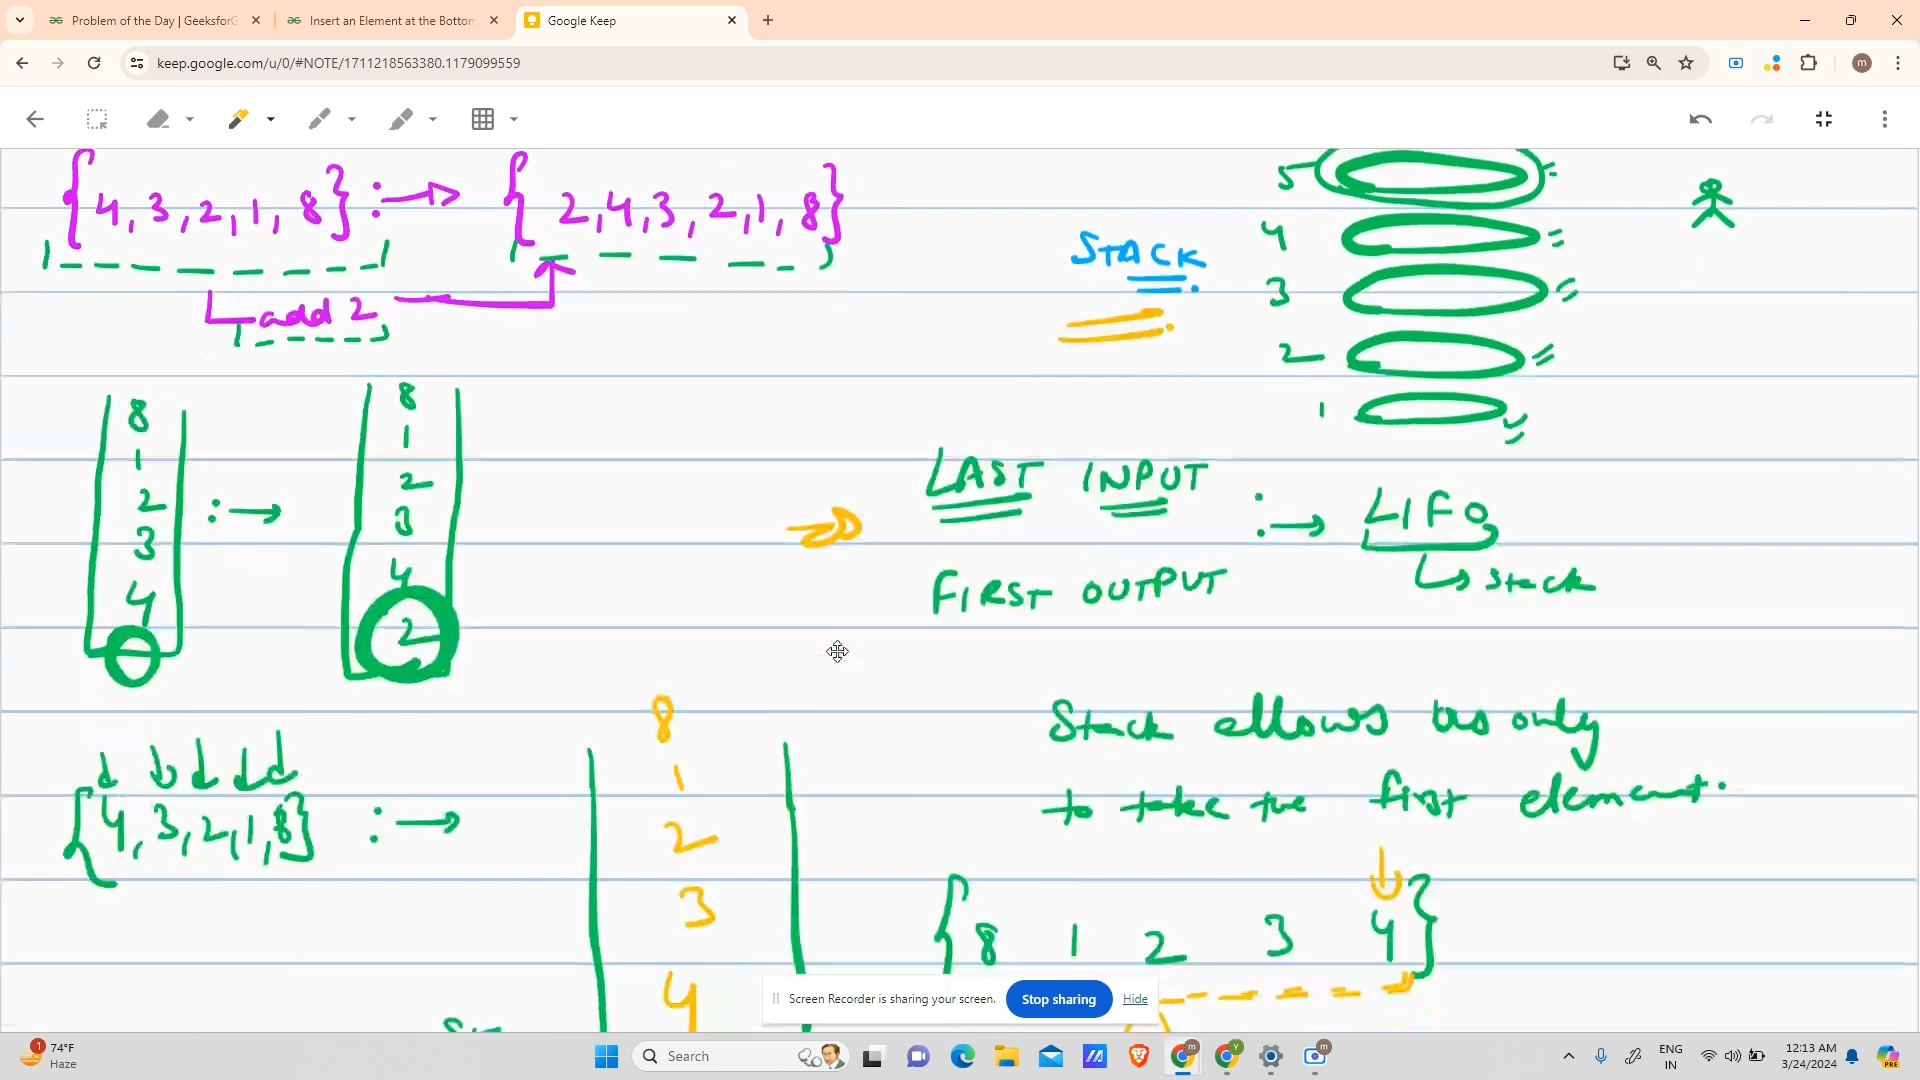 Problem of the Day | GeeksforG
Insert an Element at the Bottom
Google Keep
keep.google.com/u/0/#NOTE/1711218563380.1179099559
m
{4, 3, 2, 1, 8} :→ { 2, 4, 3, 2, 1, 8}
add 2
STACK
5
4
3
2
1
8
1
2
3
4
:→
8
1
2
3
4
2
LAST INPUT
FIRST OUTPUT
:→ LIFO
↳ stack
Stack allows us only
to take the first element.
{4, 3, 2, 1, 8} :→
8
1
2
3
4
{ 8 1 2 3 4 }
Screen Recorder is sharing your screen.
Stop sharing
Hide
1
74°F
Haze
Search
ENG
IN
12:13 AM
3/24/2024